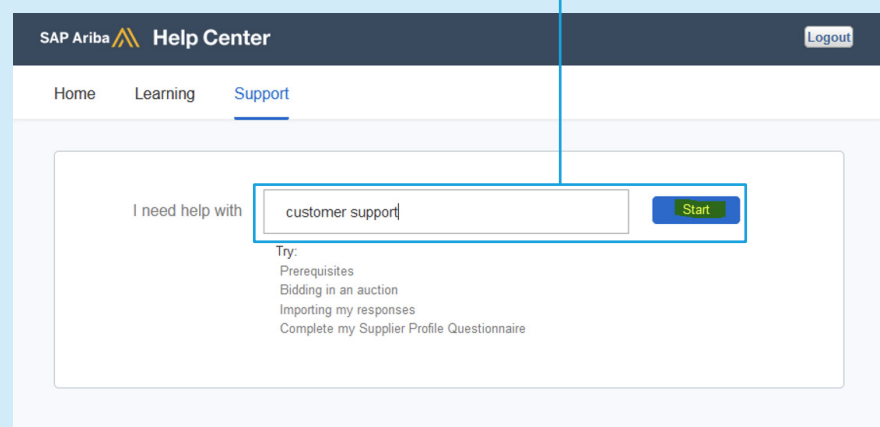 SAP Ariba Help Center
Logout
Home Learning Support
I need help with customer support Start
Try:
Prerequisites
Bidding in an auction
Importing my responses
Complete my Supplier Profile Questionnaire